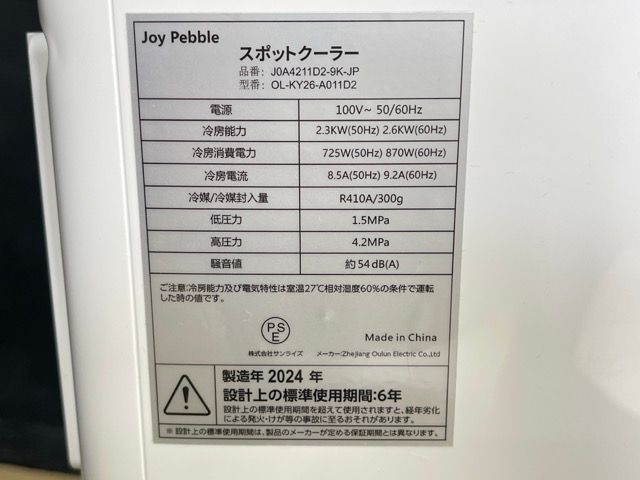 Joy Pebble
スポットクーラー
品番: J0A4211D2-9K-JP
型番: OL-KY26-A011D2
電源 100V~ 50/60Hz
冷房能力 2.3KW(50Hz) 2.6KW(60Hz)
冷房消費電力 725W(50Hz) 870W(60Hz)
冷房電流 8.5A(50Hz) 9.2A(60Hz)
冷媒/冷媒封入量 R410A/300g
低圧力 1.5MPa
高圧力 4.2MPa
騒音値 約54dB(A)
ご注意:冷房能力及び電気特性は室温27℃相対湿度60%の条件で運転
した時の値です。
PSE
Made in China
株式会社サンライズ メーカー:Zhejiang Oulun Electric Co.,Ltd
製造年 2024 年
設計上の標準使用期間:6年
設計上の標準使用期間を超えて使用されますと、経年劣化
による発火・けが等の事故に至るおそれがあります。
※ 設計上の標準使用期間は、製品のメーカーが定める保証期間とは異なります。